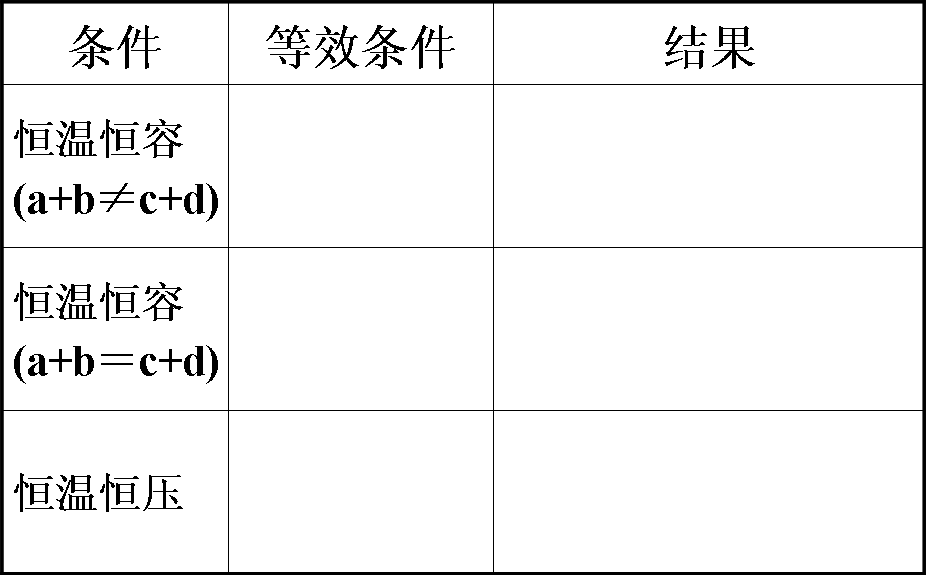 条件 等效条件 结果
恒温恒容
(a+b≠c+d)
恒温恒容
(a+b＝c+d)
恒温恒压